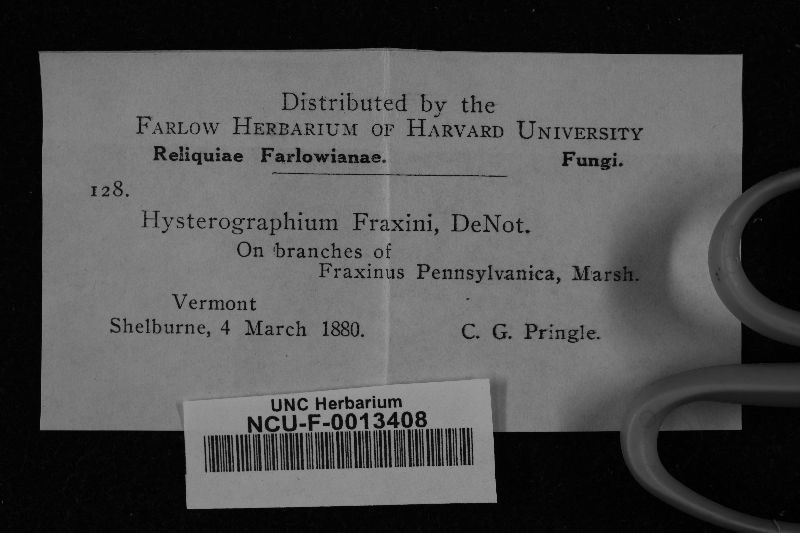 Distributed by the
FARLOW HERBARIUM OF HARVARD UNIVERSITY
Reliquiae Farlowianae. Fungi.
128.
Hysterographium Fraxini, DeNot.
On branches of
Fraxinus Pennsylvanica, Marsh.
Vermont
Shelburne, 4 March 1880. C. G. Pringle.
UNC Herbarium
NCU-F-0013408